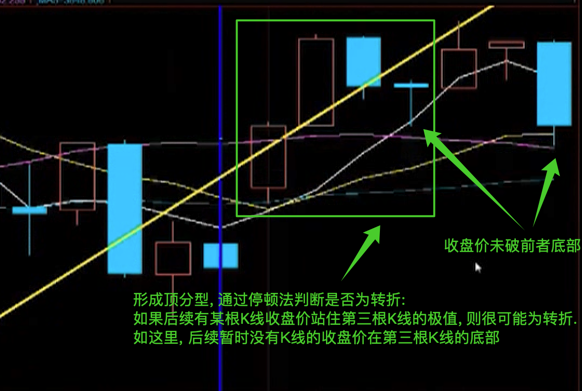 收盘价未破前者底部
形成顶分型, 通过停顿法判断是否为转折:
如果后续有某根K线收盘价站住第三根K线的极值, 则很可能为转折.
如这里, 后续暂时没有K线的收盘价在第三根K线的底部